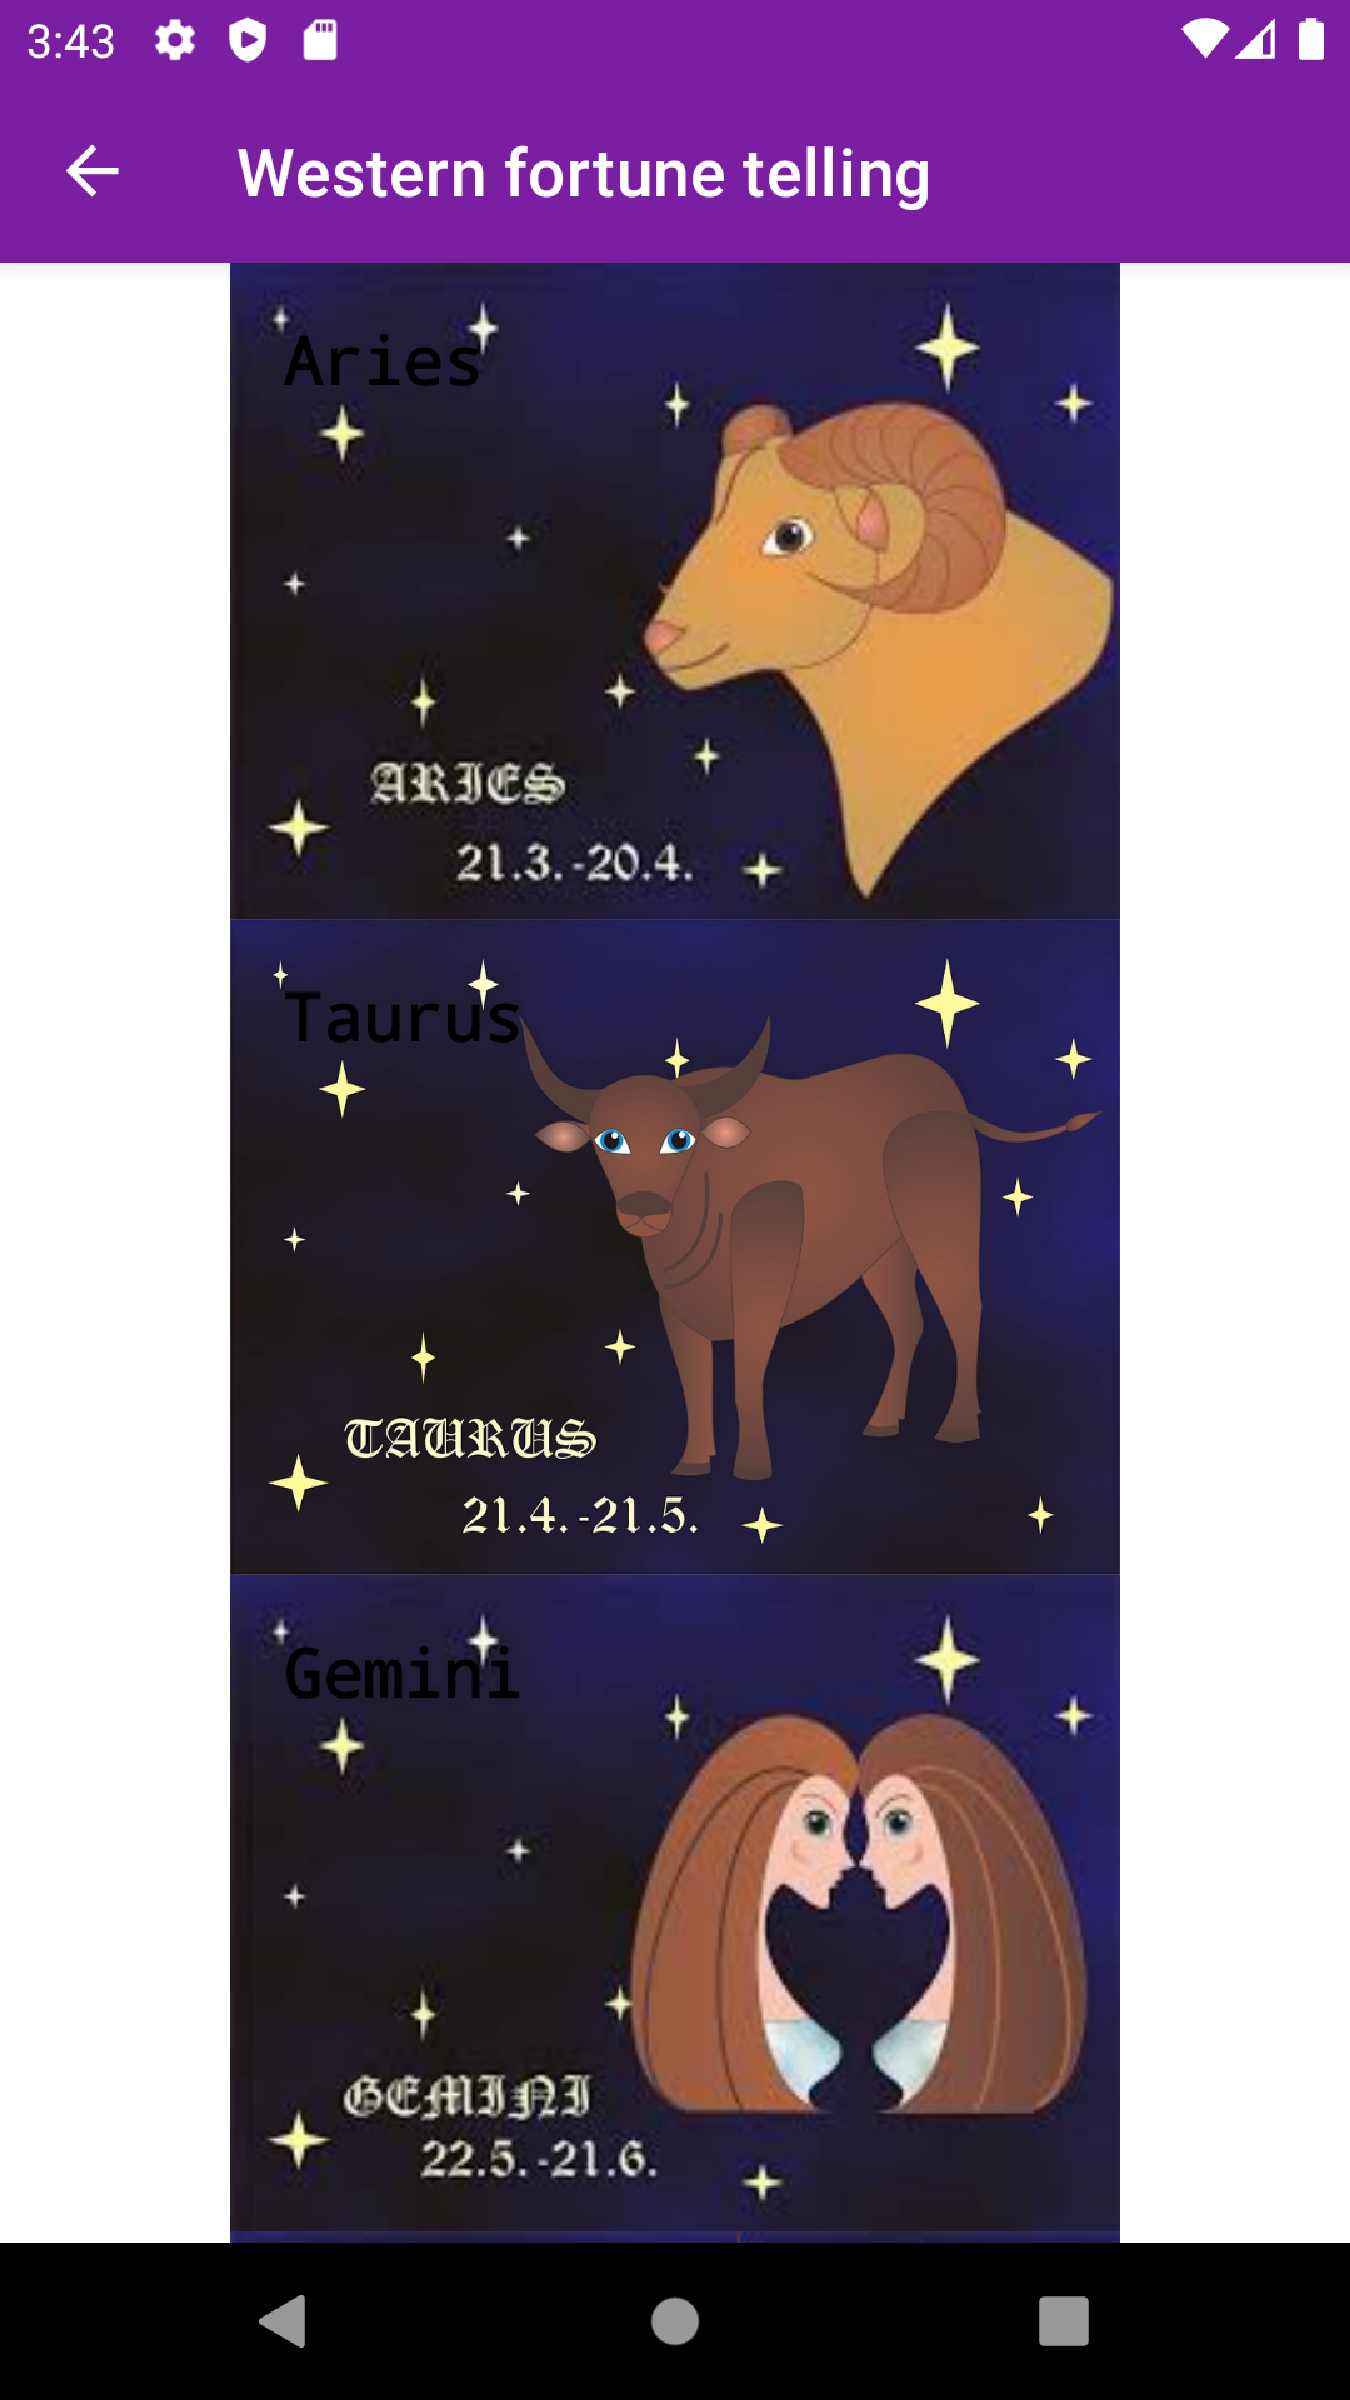 3:43
Western fortune telling
Aries
ARIES
21.3.-20.4.
Taurus
TAURUS
21.4.-21.5.
Gemini
GEMINI
22.5.-21.6.